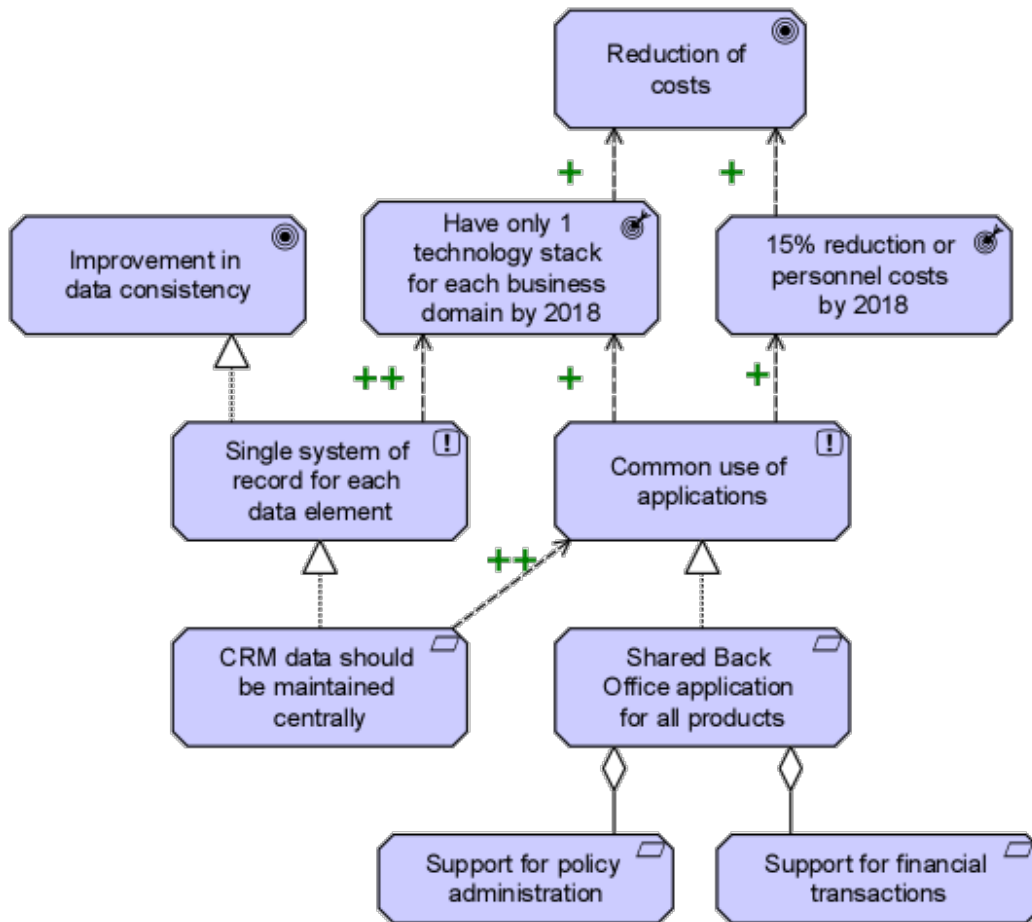 Reduction of
costs
+
+
Improvement in
data consistency
Have only 1
technology stack
for each business
domain by 2018
15% reduction or
personnel costs
by 2018
++
+
+
Single system of
record for each
data element
!
Common use of
applications
!
++
CRM data should
be maintained
centrally
Shared Back
Office application
for all products
Support for policy
administration
Support for financial
transactions